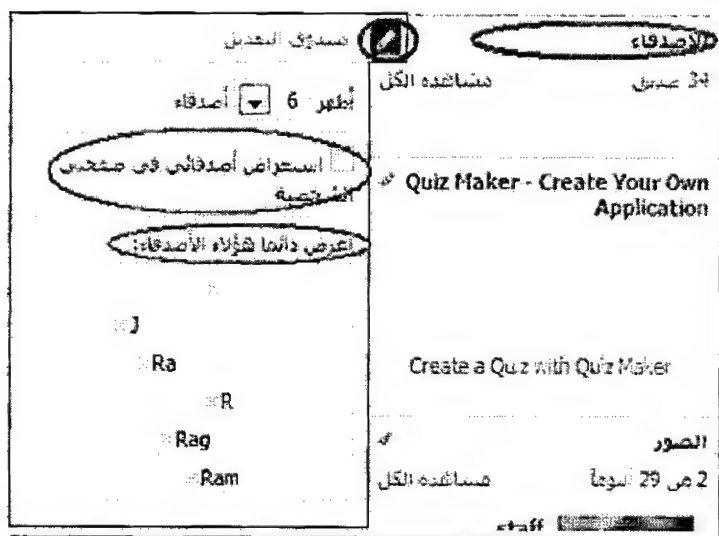 الأصدقاء
34 صديق مشاهدة الكل
Quiz Maker - Create Your Own
Application
Create a Quiz with Quiz Maker
الصور
2 من 29 ألبوماً مشاهدة الكل
staff
صندوق التعديل
أظهر 6 أصدقاء
استعراض أصدقائي في صفحتي
الشخصية
اعرض دائما هؤلاء الأصدقاء:
J
Ra
R
Rag
Ram